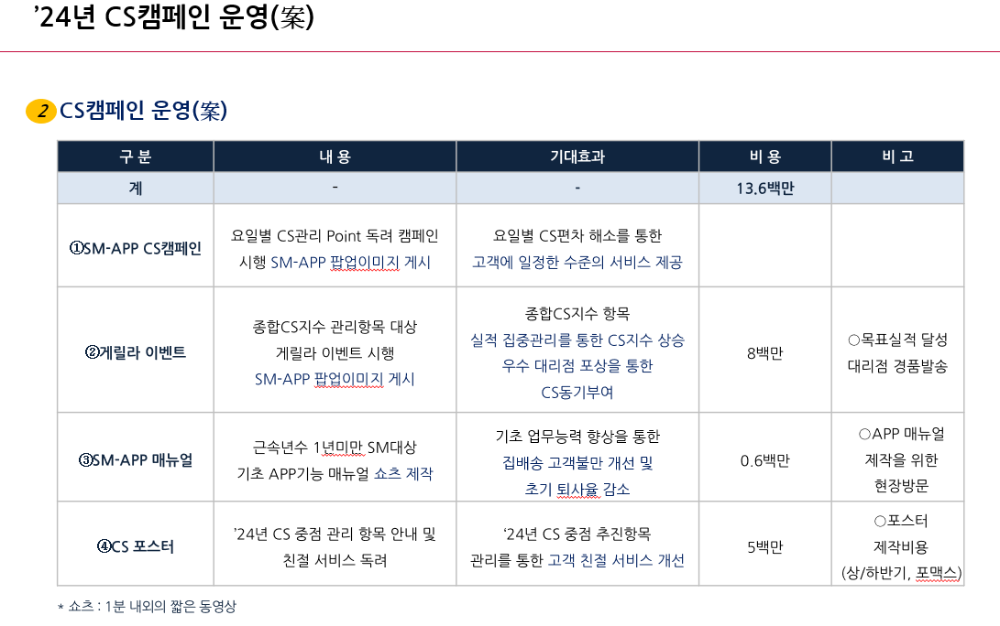 ’24년 CS캠페인 운영(案)
2 CS캠페인 운영(案)
구 분 내 용 기대효과 비 용 비 고
계 - - 13.6백만
①SM-APP CS캠페인
요일별 CS관리 Point 독려 캠페인
시행 SM-APP 팝업이미지 게시
요일별 CS편차 해소를 통한
고객에 일정한 수준의 서비스 제공
②게릴라 이벤트
종합CS지수 관리항목 대상
게릴라 이벤트 시행
SM-APP 팝업이미지 게시
종합CS지수 항목
실적 집중관리를 통한 CS지수 상승
우수 대리점 포상을 통한
CS동기부여
8백만
○목표실적 달성
대리점 경품발송
③SM-APP 매뉴얼
근속년수 1년미만 SM대상
기초 APP기능 매뉴얼 쇼츠 제작
기초 업무능력 향상을 통한
집배송 고객불만 개선 및
초기 퇴사율 감소
0.6백만
○APP 매뉴얼
제작을 위한
현장방문
④CS 포스터
’24년 CS 중점 관리 항목 안내 및
친절 서비스 독려
‘24년 CS 중점 추진항목
관리를 통한 고객 친절 서비스 개선
5백만
○포스터
제작비용
(상/하반기, 포맥스)
* 쇼츠 : 1분 내외의 짧은 동영상